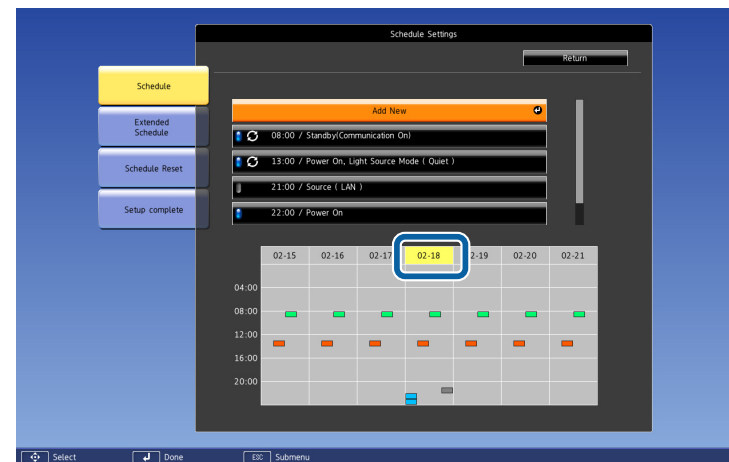 Schedule Settings
Return
Schedule
Extended
Schedule
Schedule Reset
Setup complete
Add New
08:00 / Standby(Communication On)
13:00 / Power On, Light Source Mode ( Quiet )
21:00 / Source ( LAN )
22:00 / Power On
02-15 02-16 02-17 02-18 02-19 02-20 02-21
04:00
08:00
12:00
16:00
20:00
Select Done ESC Submenu